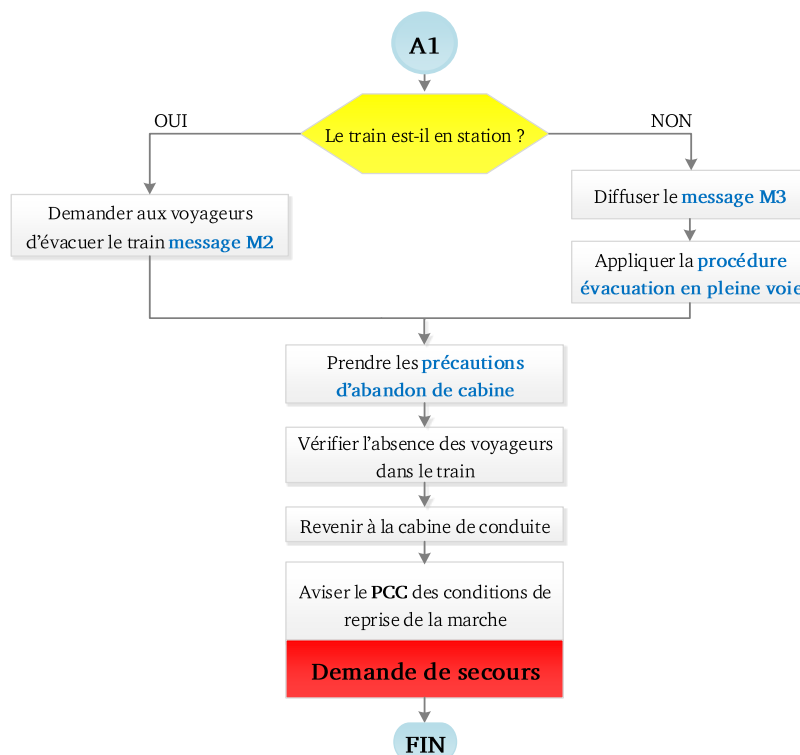 A1
Le train est-il en station ?
OUI
NON
Demander aux voyageurs
d'évacuer le train message M2
Diffuser le message M3
Appliquer la procédure
évacuation en pleine voie
Prendre les précautions
d'abandon de cabine
Vérifier l'absence des voyageurs
dans le train
Revenir à la cabine de conduite
Aviser le PCC des conditions de
reprise de la marche
Demande de secours
FIN